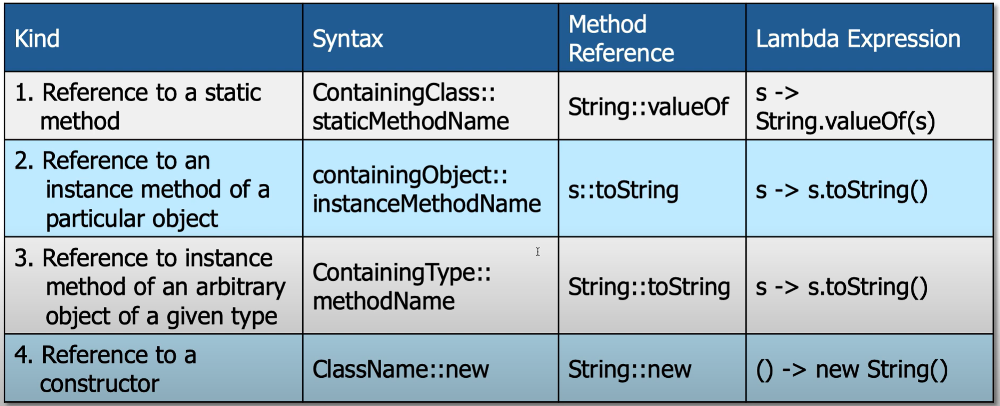 Kind
Syntax
Method
Reference
Lambda Expression
1. Reference to a static
method
ContainingClass::
staticMethodName
String::valueOf
s ->
String.valueOf(s)
2. Reference to an
instance method of a
particular object
containingObject::
instanceMethodName
s::toString
s -> s.toString()
3. Reference to instance
method of an arbitrary
object of a given type
ContainingType::
methodName
String::toString
s -> s.toString()
4. Reference to a
constructor
ClassName::new
String::new
() -> new String()